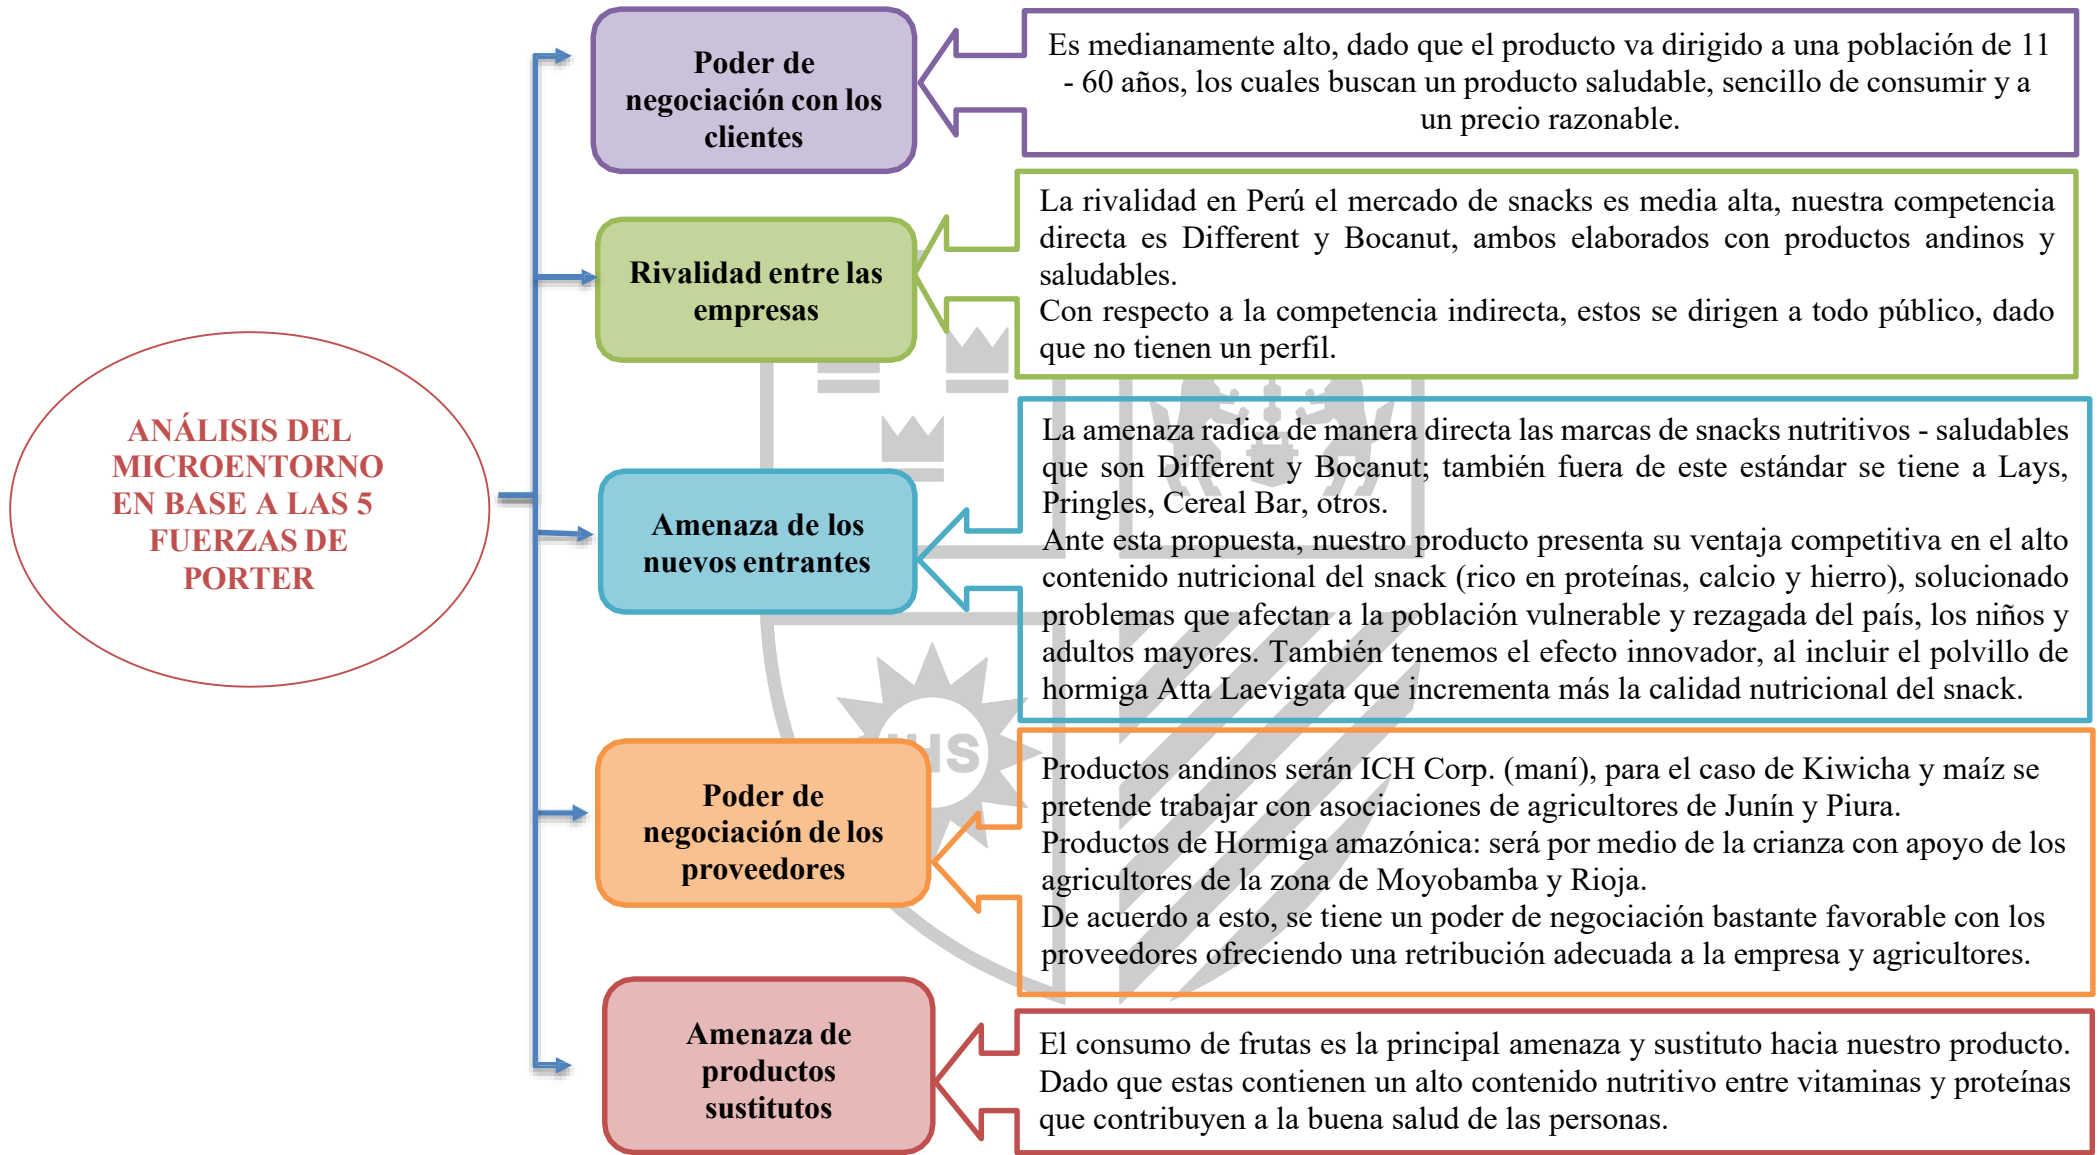 ANÁLISIS DEL
MICROENTORNO
EN BASE A LAS 5
FUERZAS DE
PORTER
Poder de
negociación con los
clientes
Es medianamente alto, dado que el producto va dirigido a una población de 11
- 60 años, los cuales buscan un producto saludable, sencillo de consumir y a
un precio razonable.
Rivalidad entre las
empresas
La rivalidad en Perú el mercado de snacks es media alta, nuestra competencia
directa es Different y Bocanut, ambos elaborados con productos andinos y
saludables.
Con respecto a la competencia indirecta, estos se dirigen a todo público, dado
que no tienen un perfil.
Amenaza de los
nuevos entrantes
La amenaza radica de manera directa las marcas de snacks nutritivos - saludables
que son Different y Bocanut; también fuera de este estándar se tiene a Lays,
Pringles, Cereal Bar, otros.
Ante esta propuesta, nuestro producto presenta su ventaja competitiva en el alto
contenido nutricional del snack (rico en proteínas, calcio y hierro), solucionado
problemas que afectan a la población vulnerable y rezagada del país, los niños y
adultos mayores. También tenemos el efecto innovador, al incluir el polvillo de
hormiga Atta Laevigata que incrementa más la calidad nutricional del snack.
Poder de
negociación de los
proveedores
Productos andinos serán ICH Corp. (maní), para el caso de Kiwicha y maíz se
pretende trabajar con asociaciones de agricultores de Junín y Piura.
Productos de Hormiga amazónica: será por medio de la crianza con apoyo de los
agricultores de la zona de Moyobamba y Rioja.
De acuerdo a esto, se tiene un poder de negociación bastante favorable con los
proveedores ofreciendo una retribución adecuada a la empresa y agricultores.
Amenaza de
productos
sustitutos
El consumo de frutas es la principal amenaza y sustituto hacia nuestro producto.
Dado que estas contienen un alto contenido nutritivo entre vitaminas y proteínas
que contribuyen a la buena salud de las personas.
IHS